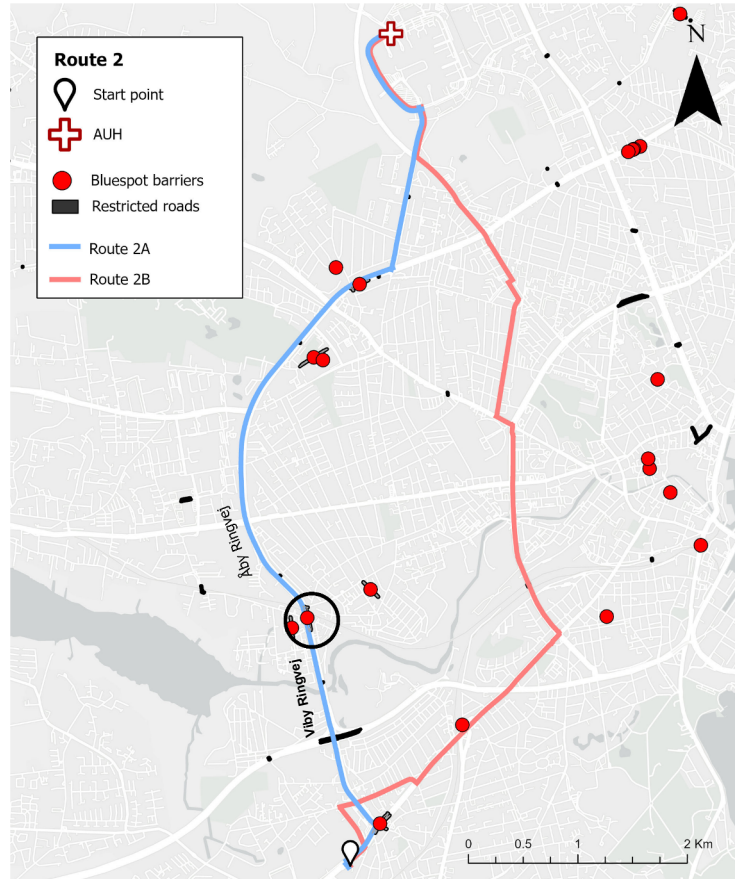 Route 2
Start point
AUH
Bluespot barriers
Restricted roads
Route 2A
Route 2B
N
Åby Ringvej
Viby Ringvej
0 0.5 1 2 Km